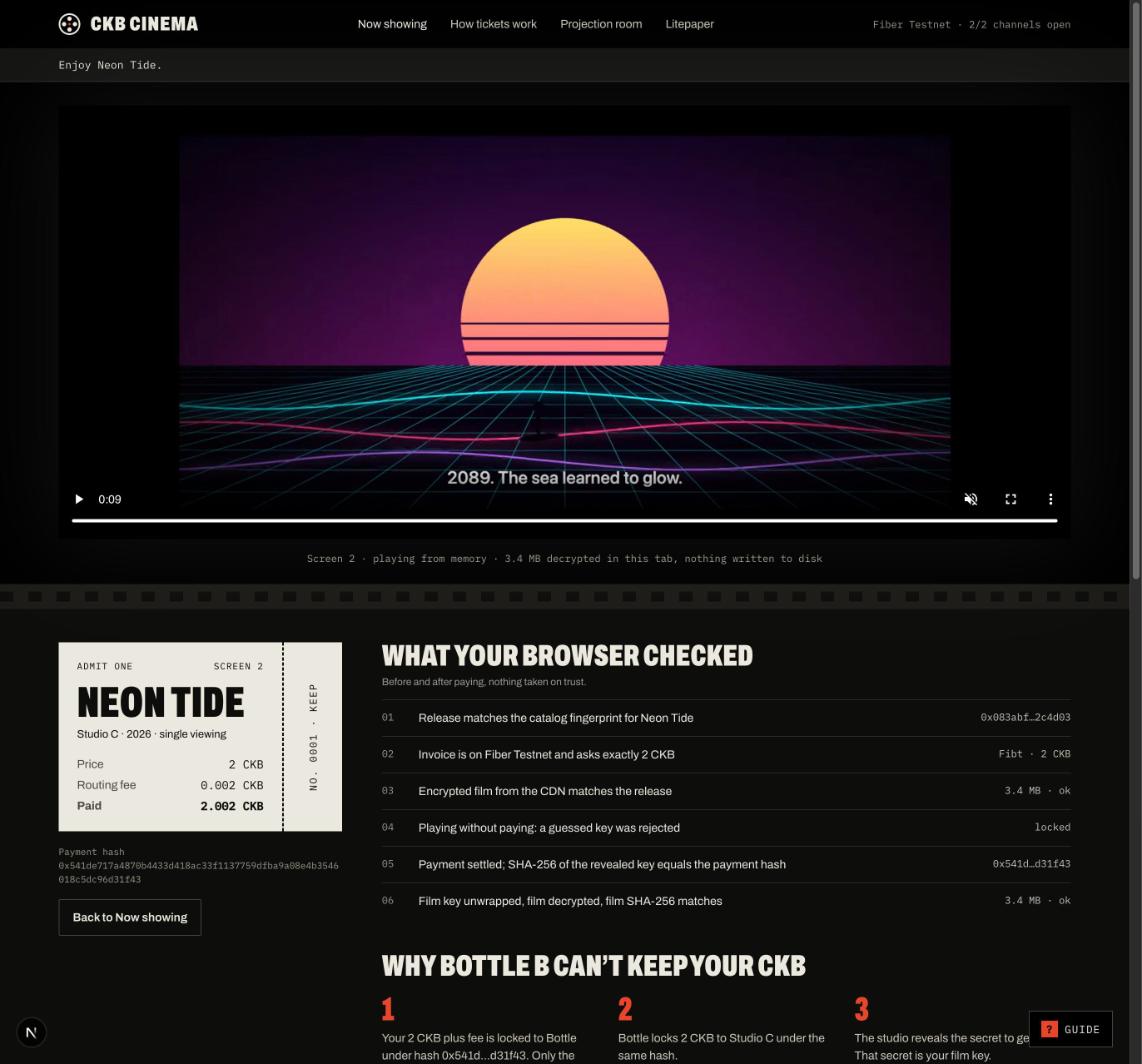 CKB CINEMA
Now showing
How tickets work
Projection room
Litepaper
Fiber Testnet · 2/2 channels open
Enjoy Neon Tide.
2089. The sea learned to glow.
0:09
Screen 2 · playing from memory · 3.4 MB decrypted in this tab, nothing written to disk
ADMIT ONE
SCREEN 2
NEON TIDE
Studio C · 2026 · single viewing
Price 2 CKB
Routing fee 0.002 CKB
Paid 2.002 CKB
NO. 0001 · KEEP
Payment hash
0x541de717a4870b4433d418ac33f1137759dfba9a08e4b3546
018c5dc96d31f43
Back to Now showing
WHAT YOUR BROWSER CHECKED
Before and after paying, nothing taken on trust.
01 Release matches the catalog fingerprint for Neon Tide 0x083abf…2c4d03
02 Invoice is on Fiber Testnet and asks exactly 2 CKB Fibt · 2 CKB
03 Encrypted film from the CDN matches the release 3.4 MB · ok
04 Playing without paying: a guessed key was rejected locked
05 Payment settled; SHA-256 of the revealed key equals the payment hash 0x541d…d31f43
06 Film key unwrapped, film decrypted, film SHA-256 matches 3.4 MB · ok
WHY BOTTLE B CAN’T KEEP YOUR CKB
1
Your 2 CKB plus fee is locked to Bottle
under hash 0x541d…d31f43. Only the
2
Bottle locks 2 CKB to Studio C under the
same hash.
3
The studio reveals the secret to ge
That secret is your film key.
N
? GUIDE